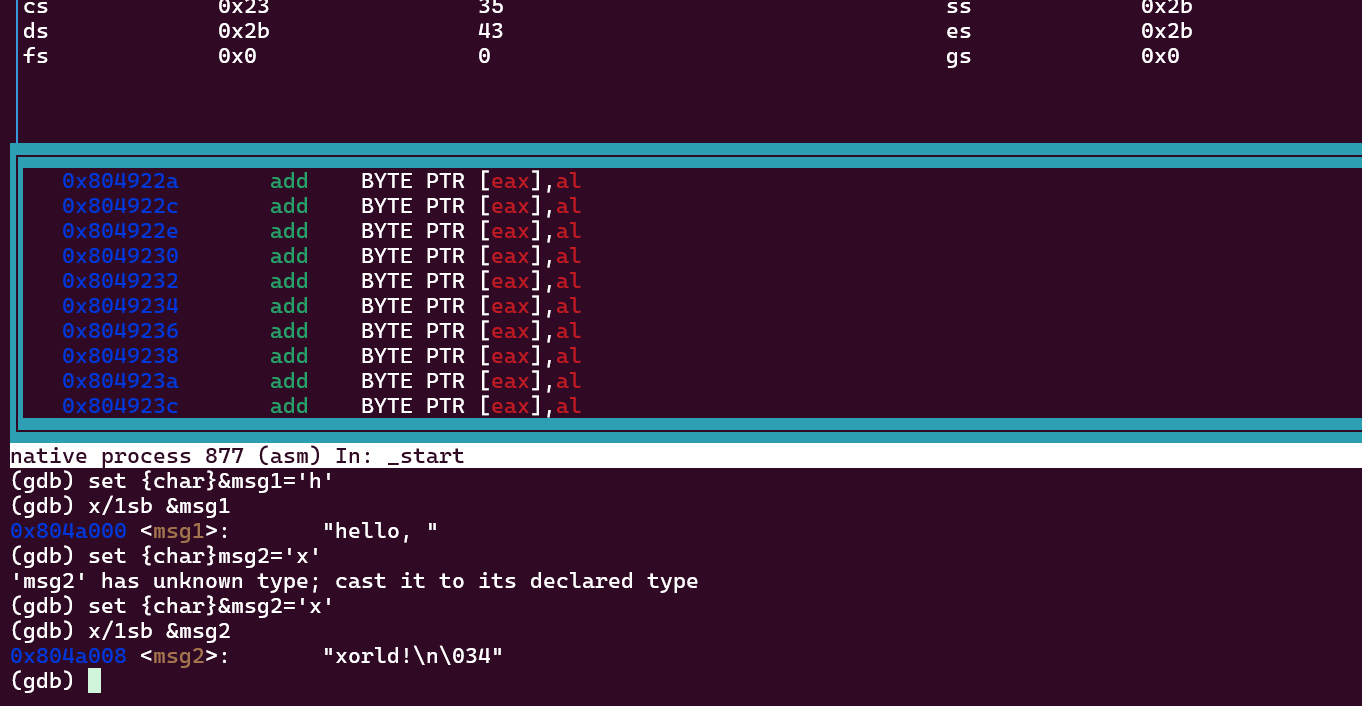 cs 0x23 35 ss 0x2b
ds 0x2b 43 es 0x2b
fs 0x0 0 gs 0x0
0x804922a add BYTE PTR [eax],al
0x804922c add BYTE PTR [eax],al
0x804922e add BYTE PTR [eax],al
0x8049230 add BYTE PTR [eax],al
0x8049232 add BYTE PTR [eax],al
0x8049234 add BYTE PTR [eax],al
0x8049236 add BYTE PTR [eax],al
0x8049238 add BYTE PTR [eax],al
0x804923a add BYTE PTR [eax],al
0x804923c add BYTE PTR [eax],al
native process 877 (asm) In: _start
(gdb) set {char}&msg1='h'
(gdb) x/1sb &msg1
0x804a000 <msg1>: "hello, "
(gdb) set {char}msg2='x'
'msg2' has unknown type; cast it to its declared type
(gdb) set {char}&msg2='x'
(gdb) x/1sb &msg2
0x804a008 <msg2>: "xorld!\n\034"
(gdb)